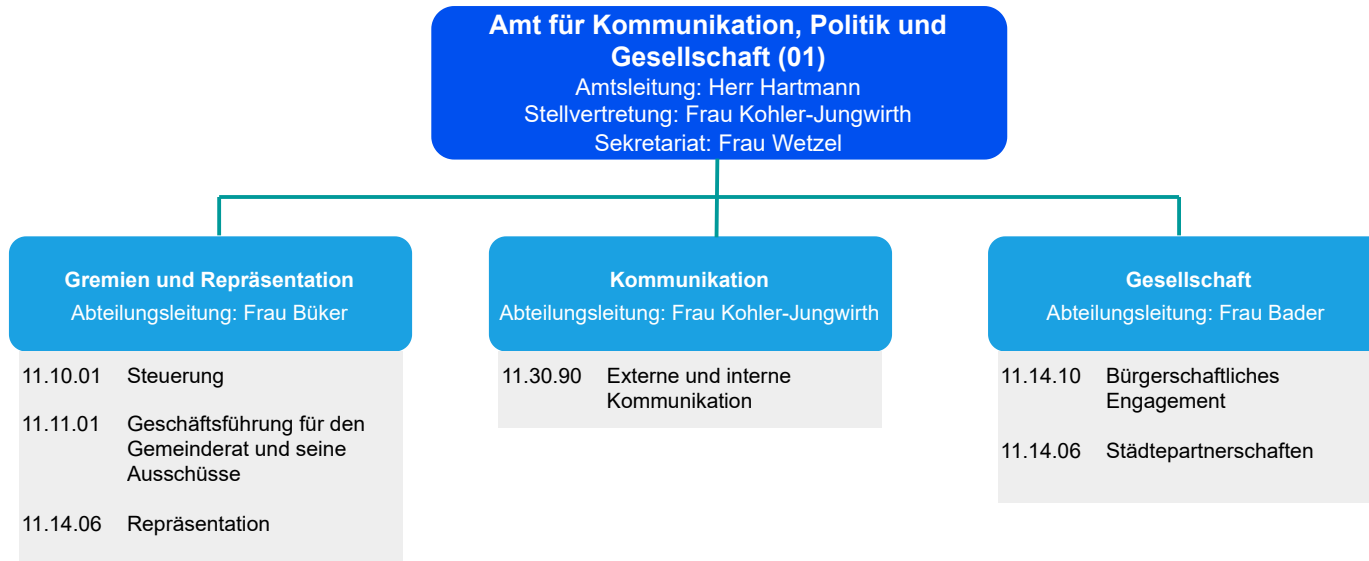 Amt für Kommunikation, Politik und
Gesellschaft (01)
Amtsleitung: Herr Hartmann
Stellvertretung: Frau Kohler-Jungwirth
Sekretariat: Frau Wetzel
Gremien und Repräsentation
Abteilungsleitung: Frau Büker
11.10.01 Steuerung
11.11.01 Geschäftsführung für den
Gemeinderat und seine
Ausschüsse
11.14.06 Repräsentation
Kommunikation
Abteilungsleitung: Frau Kohler-Jungwirth
11.30.90 Externe und interne
Kommunikation
Gesellschaft
Abteilungsleitung: Frau Bader
11.14.10 Bürgerschaftliches
Engagement
11.14.06 Städtepartnerschaften